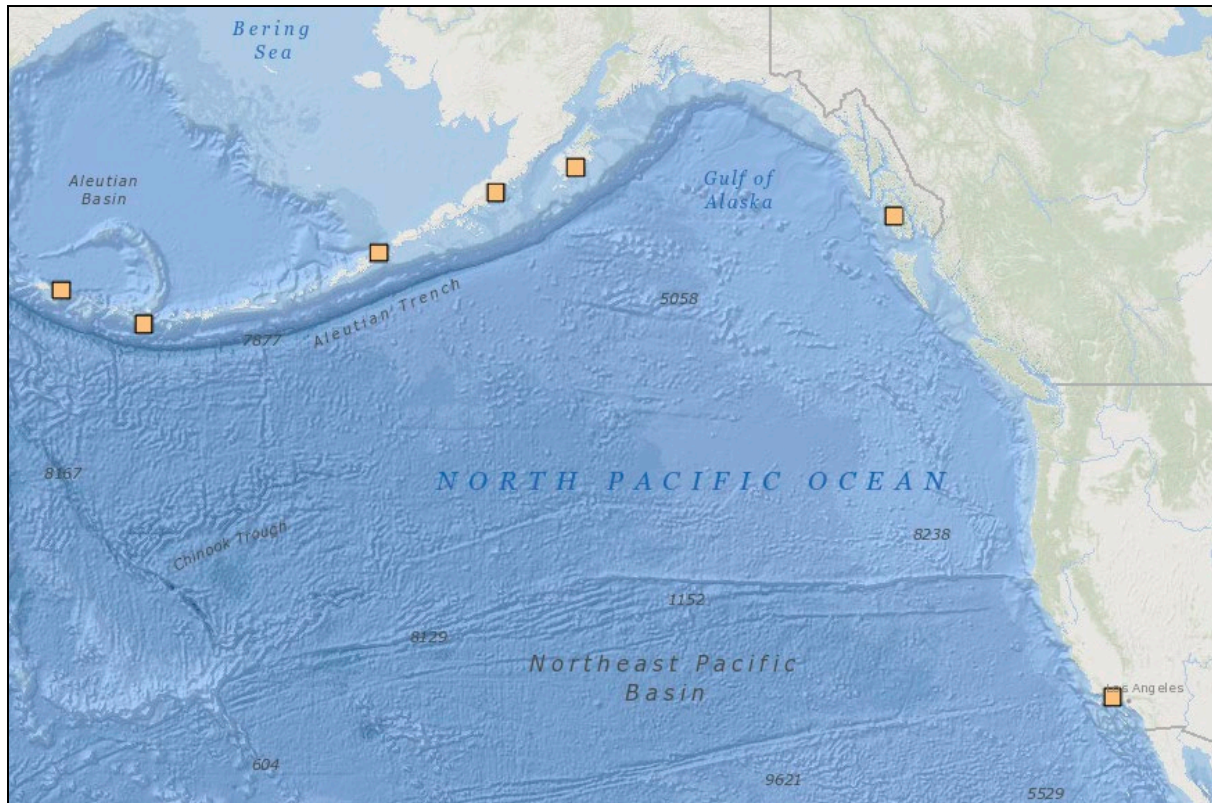 Bering
Sea
Aleutian
Basin
Gulf of
Alaska
5058
Aleutian Trench
7877
8167
NORTH PACIFIC OCEAN
Chinook Trough
8238
1152
8129
Northeast Pacific
Basin
Los Angeles
604
9621
5529